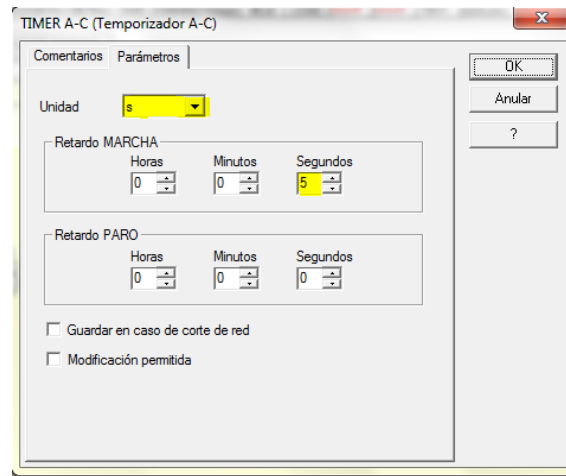 TIMER A-C (Temporizador A-C)
Comentarios Parámetros
OK
Anular
?
Unidad s
Retardo MARCHA
Horas Minutos Segundos
0 0 5
Retardo PARO
Horas Minutos Segundos
0 0 0
Guardar en caso de corte de red
Modificación permitida